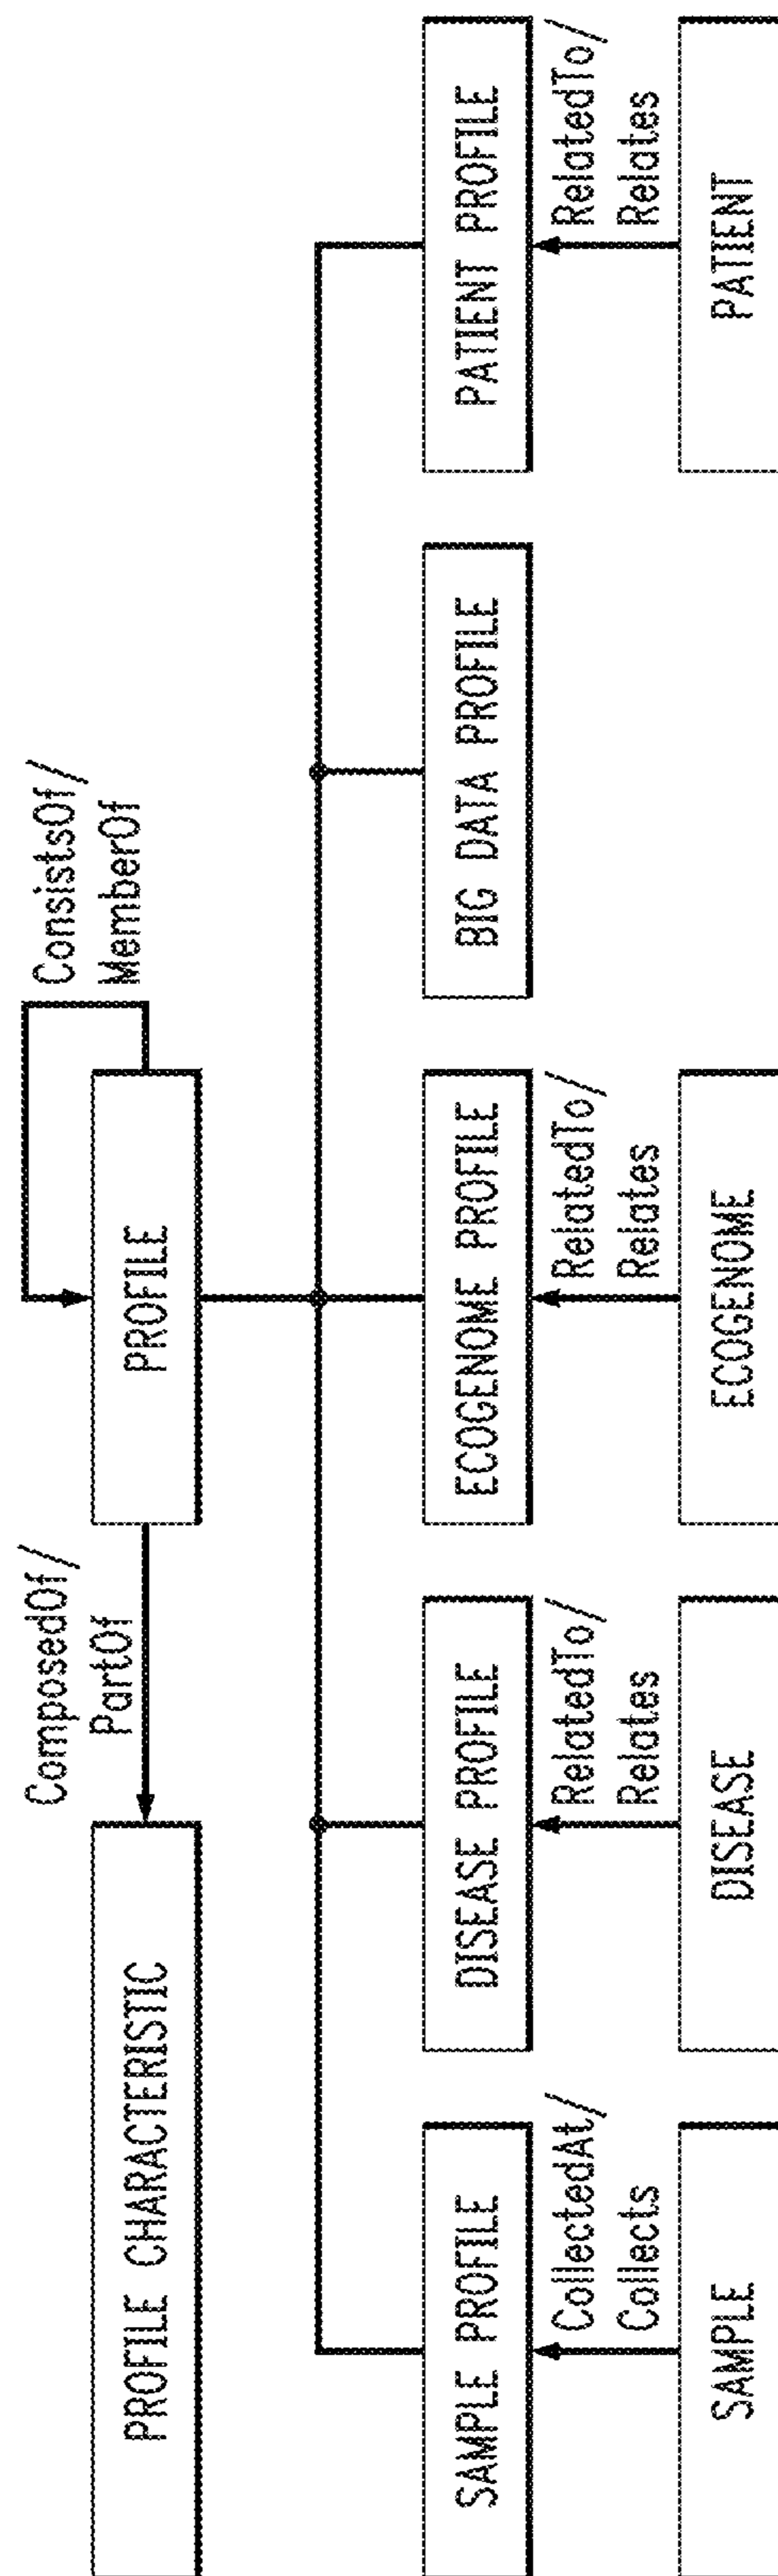 ConsistsOf/
MemberOf
ComposedOf/
PartOf
PROFILE CHARACTERISTIC
PROFILE
SAMPLE PROFILE
DISEASE PROFILE
ECOGENOME PROFILE
BIG DATA PROFILE
PATIENT PROFILE
CollectedAt/
Collects
RelatedTo/
Relates
RelatedTo/
Relates
RelatedTo/
Relates
SAMPLE
DISEASE
ECOGENOME
PATIENT